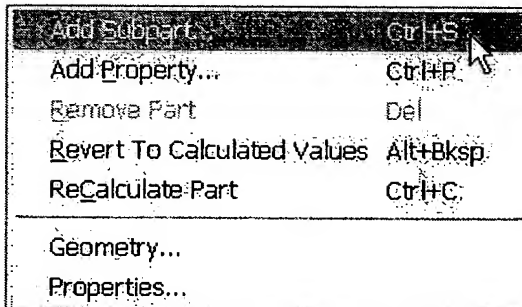 Add Subpart... Ctrl+S
Add Property... Ctrl+P
Remove Part Del
Revert To Calculated Values Alt+Bksp
ReCalculate Part Ctrl+C
Geometry...
Properties...